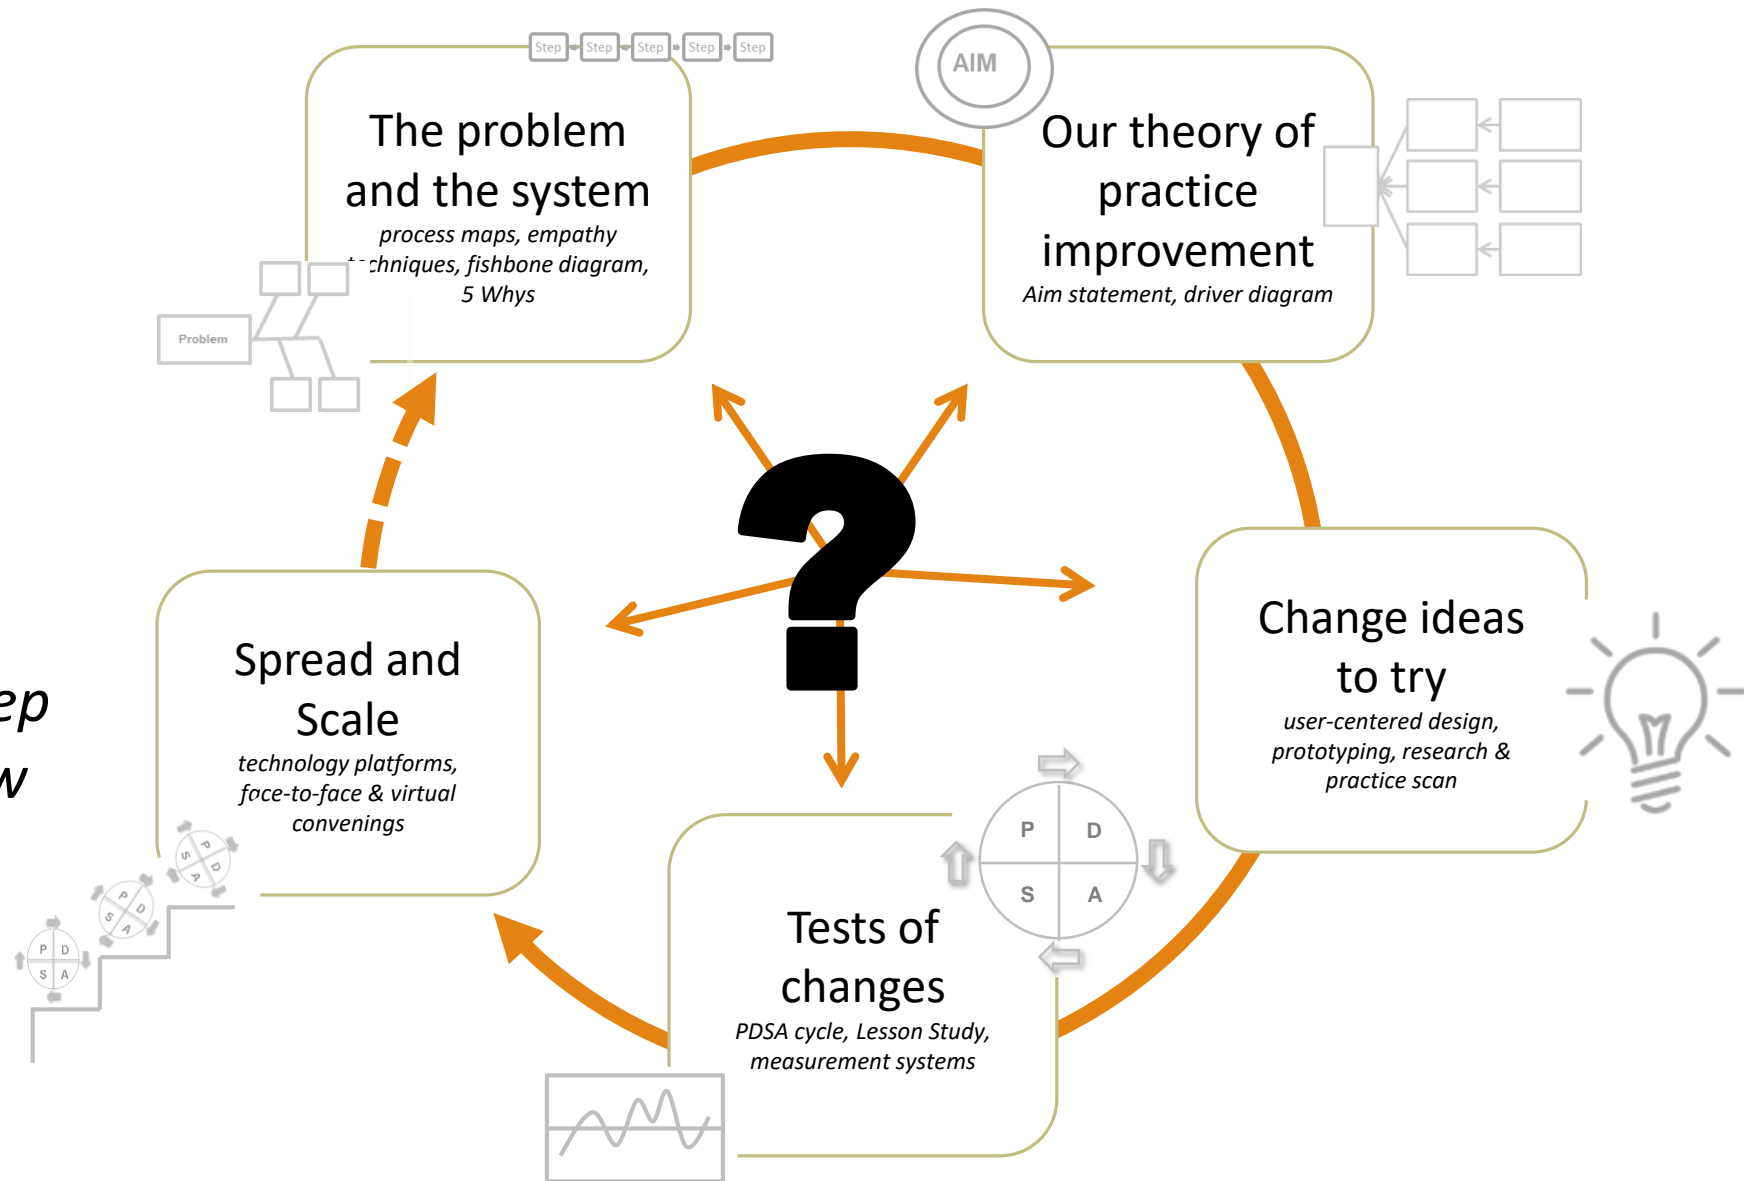 Step Step Step Step Step
The problem
and the system
process maps, empathy
techniques, fishbone diagram,
5 Whys
Problem
AIM
Our theory of
practice
improvement
Aim statement, driver diagram
?
Change ideas
to try
user-centered design,
prototyping, research &
practice scan
Tests of
changes
PDSA cycle, Lesson Study,
measurement systems
P D
S A
Spread and
Scale
technology platforms,
face-to-face & virtual
convenings
P D
S A
P D
S A
P D
S A
ep
w